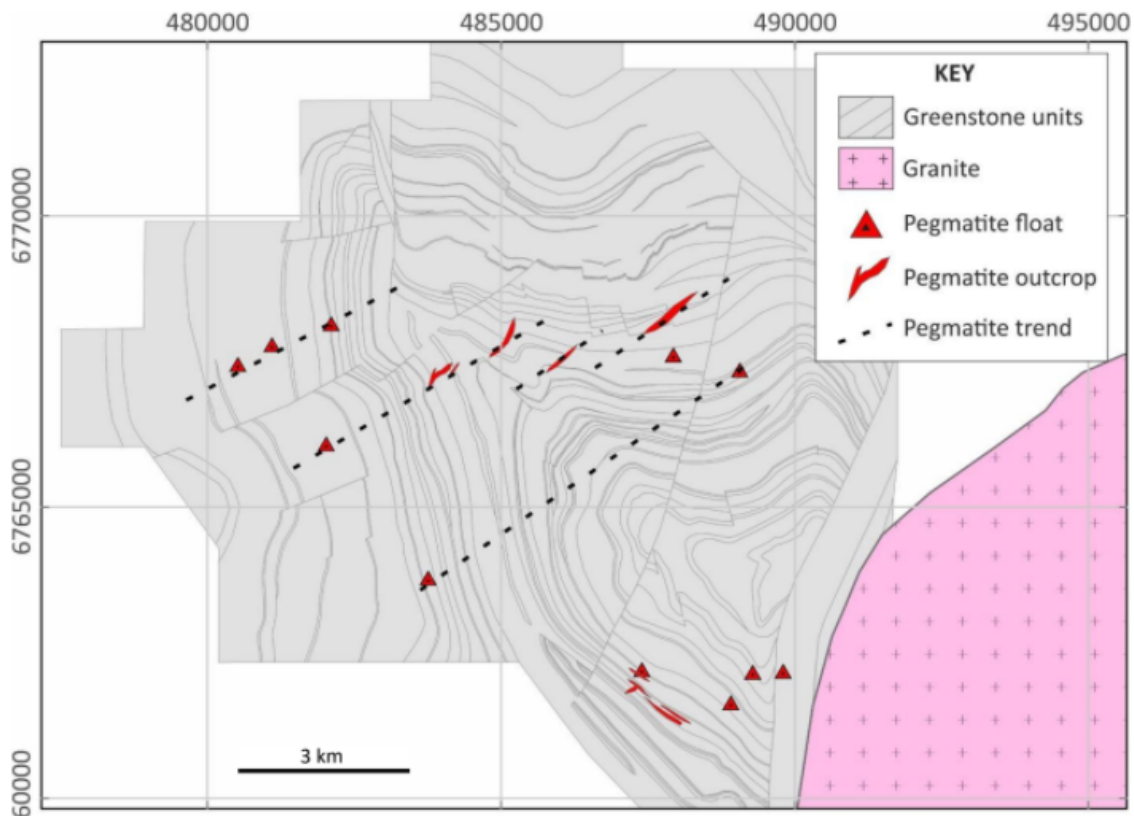 480000 485000 490000 495000
KEY
Greenstone units
Granite
Pegmatite float
Pegmatite outcrop
Pegmatite trend
6770000
6765000
60000
3 km